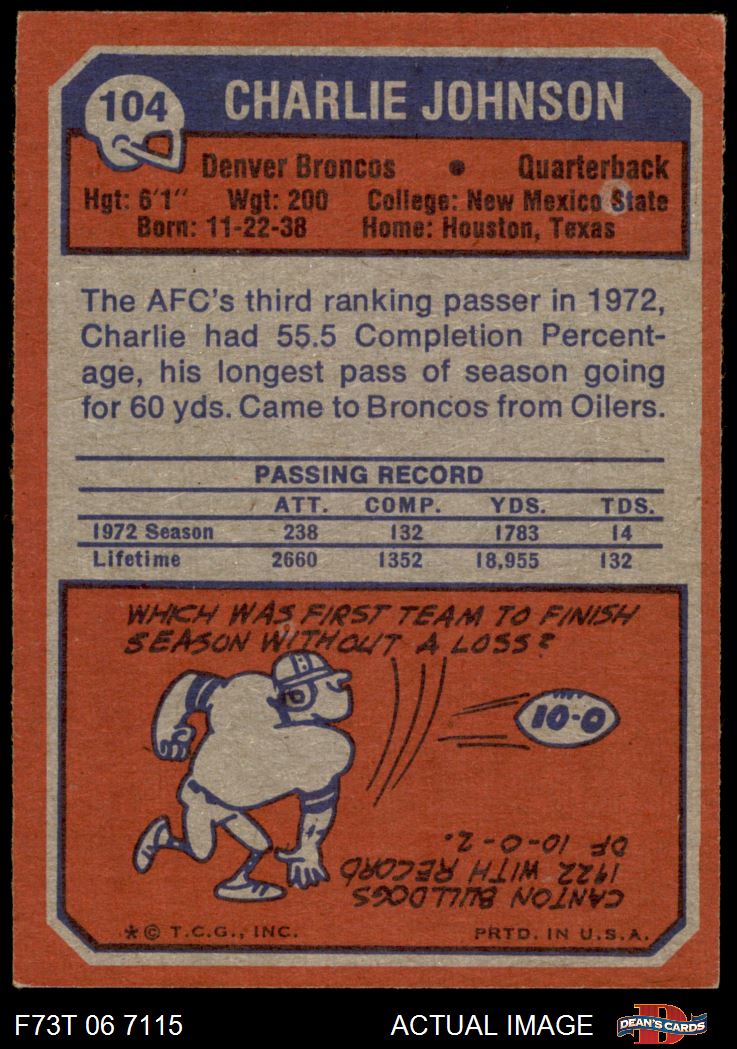 104
CHARLIE JOHNSON
Denver Broncos • Quarterback
Hgt: 6'1" Wgt: 200 College: New Mexico State
Born: 11-22-38 Home: Houston, Texas
The AFC's third ranking passer in 1972,
Charlie had 55.5 Completion Percent-
age, his longest pass of season going
for 60 yds. Came to Broncos from Oilers.
PASSING RECORD
ATT. COMP. YDS. TDS.
1972 Season 238 132 1783 14
Lifetime 2660 1352 18,955 132
WHICH WAS FIRST TEAM TO FINISH
SEASON WITHOUT A LOSS?
10-0
CANTON BULLDOGS
1922 WITH RECORD
OF 10-0-2.
*© T.C.G., INC. PRTD. IN U.S.A.
F73T 06 7115 ACTUAL IMAGE
D
DEAN'S CARDS